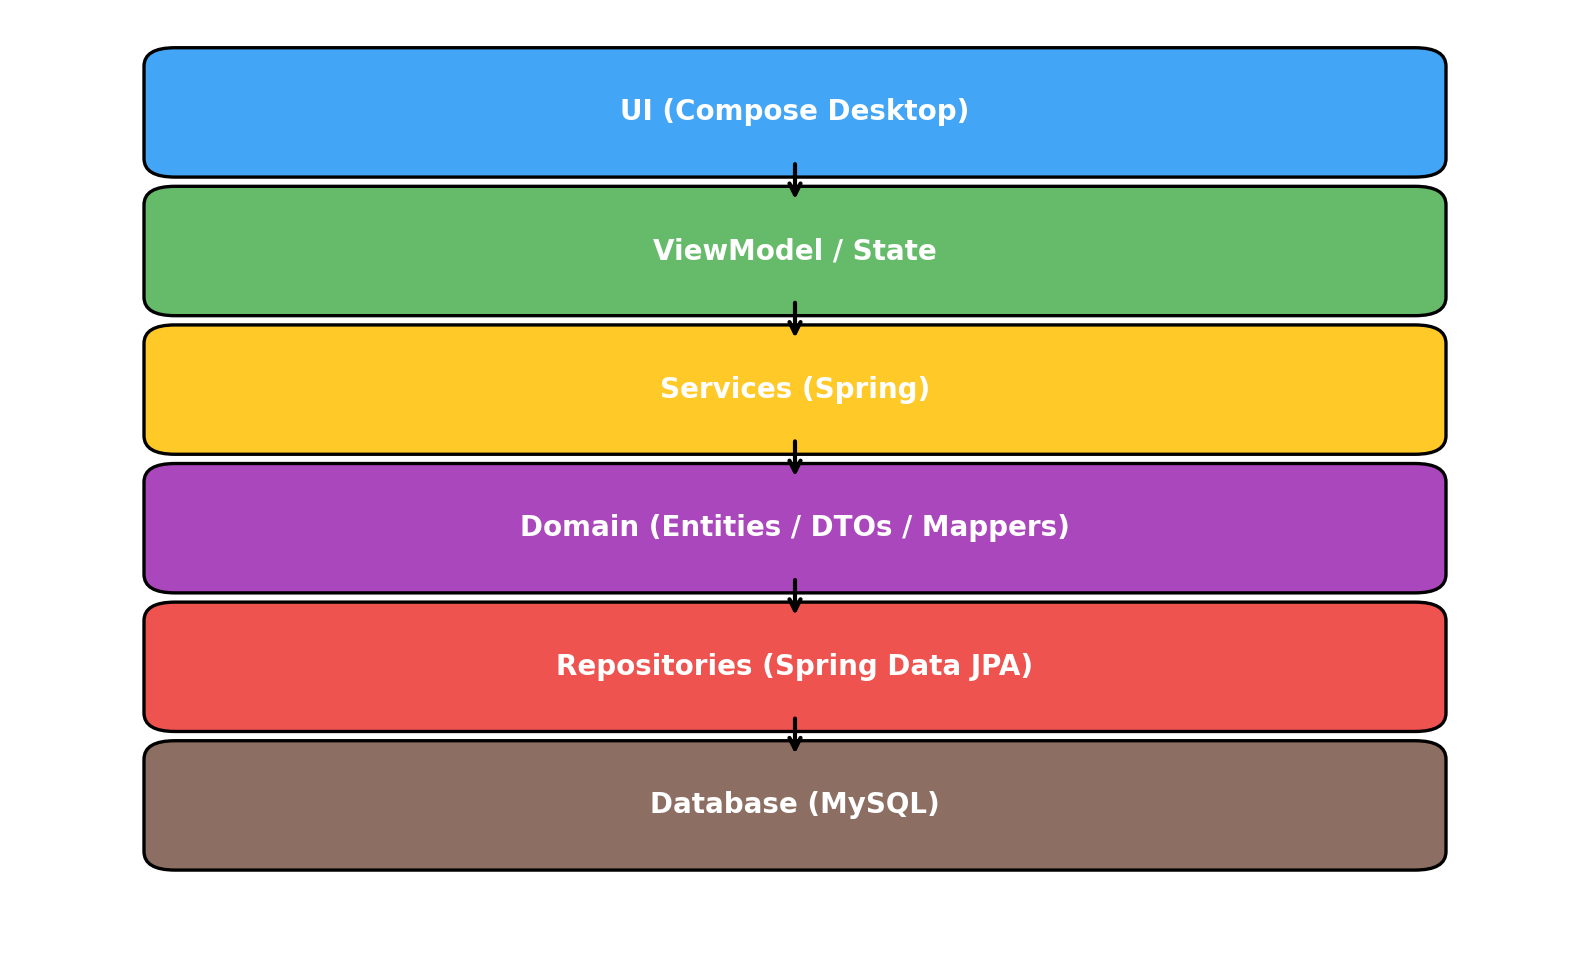 UI (Compose Desktop)
ViewModel / State
Services (Spring)
Domain (Entities / DTOs / Mappers)
Repositories (Spring Data JPA)
Database (MySQL)